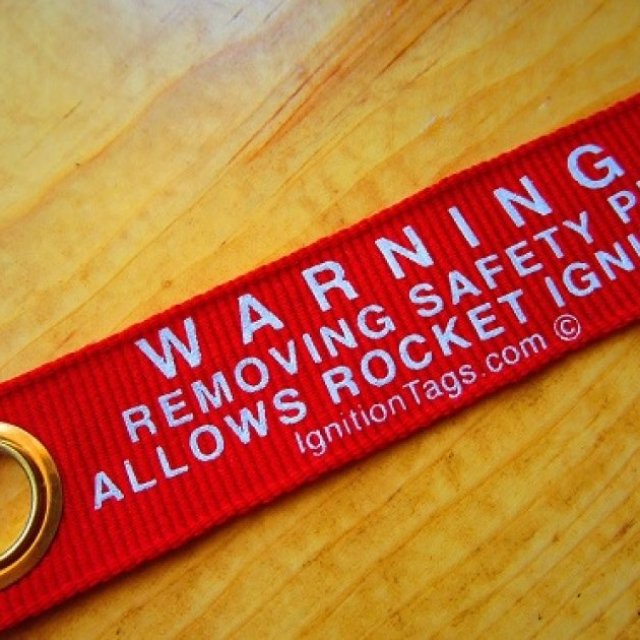 WARNING
REMOVING SAFETY
ALLOWS ROCKET
IgnitionTags.com ©